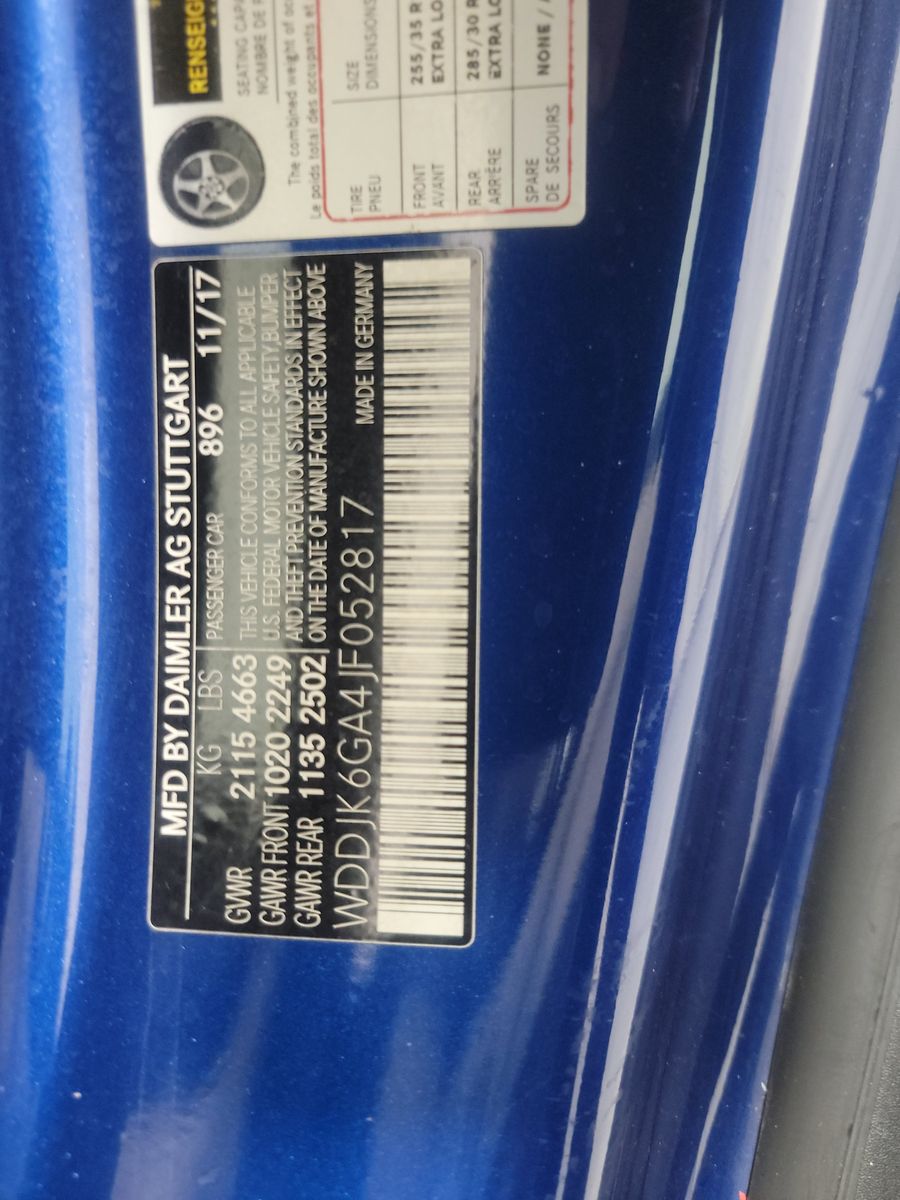 MFD BY DAIMLER AG STUTTGART
KG LBS PASSENGER CAR 896 11/17
GVWR 2115 4663 THIS VEHICLE CONFORMS TO ALL APPLICABLE
GAWR FRONT 1020 2249 U.S. FEDERAL MOTOR VEHICLE SAFETY, BUMPER
GAWR REAR 1135 2502 AND THEFT PREVENTION STANDARDS IN EFFECT
ON THE DATE OF MANUFACTURE SHOWN ABOVE
WDDJK6GA4JF052817 MADE IN GERMANY
RENSEIG
SEATING CAPA
NOMBRE DE P
The combined weight of oc
Le poids total des occupants et
TIRE SIZE
PNEU DIMENSIONS
FRONT 255/35 R
AVANT EXTRA LO
REAR 285/30 R
ARRIÈRE EXTRA LO
SPARE NONE /
DE SECOURS